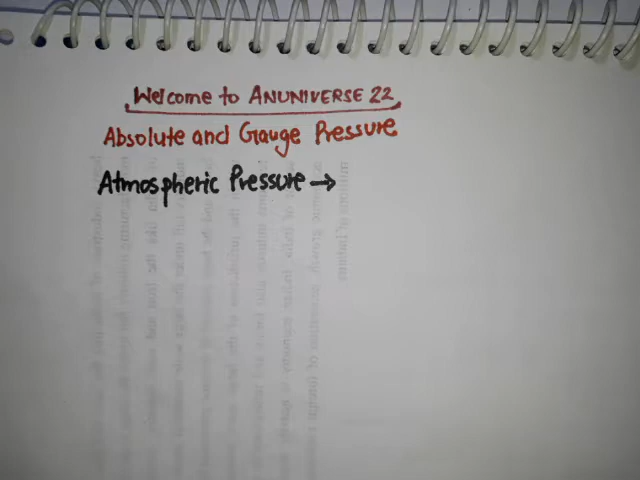 Welcome to ANUNIVERSE 22
Absolute and Gauge Pressure
Atmospheric Pressure →